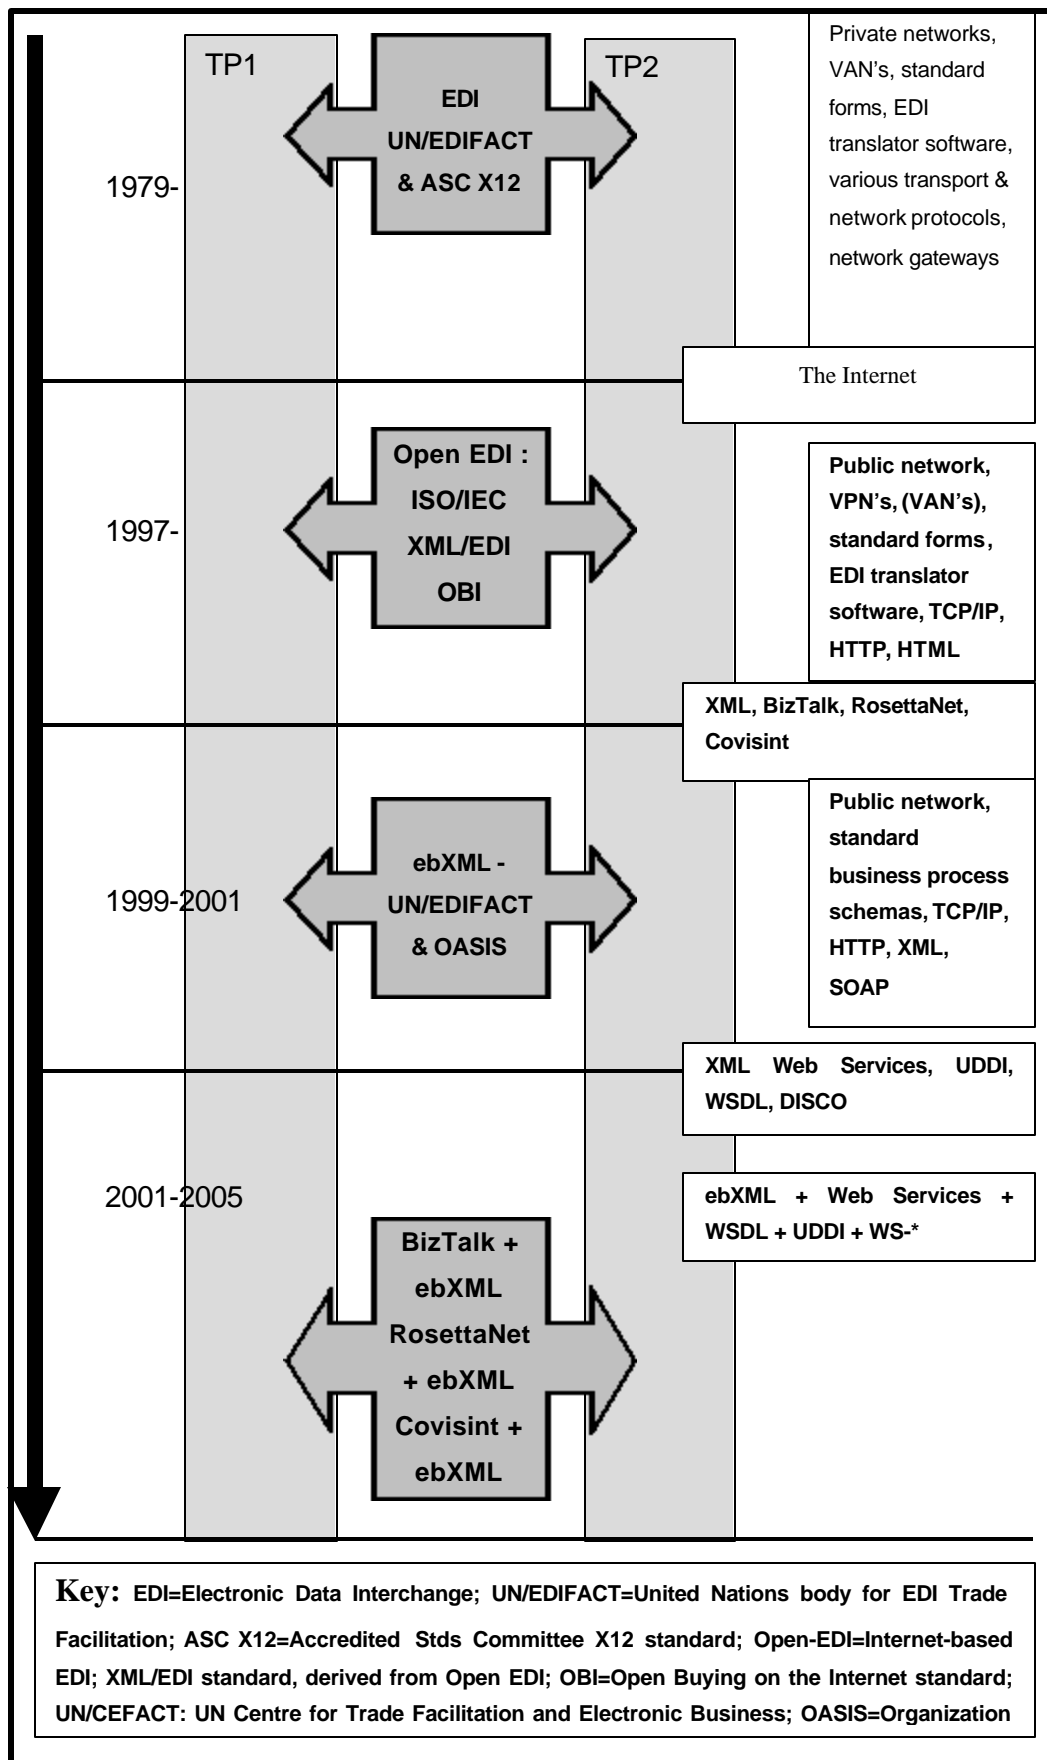 TP1
EDI
UN/EDIFACT
& ASC X12
TP2
Private networks,
VAN's, standard
forms, EDI
translator software,
various transport &
network protocols,
network gateways
1979-
The Internet
Open EDI :
ISO/IEC
XML/EDI
OBI
1997-
Public network,
VPN's, (VAN's),
standard forms,
EDI translator
software, TCP/IP,
HTTP, HTML
XML, BizTalk, RosettaNet,
Covisint
ebXML -
UN/EDIFACT
& OASIS
1999-2001
Public network,
standard
business process
schemas, TCP/IP,
HTTP, XML,
SOAP
XML Web Services, UDDI,
WSDL, DISCO
2001-2005
ebXML + Web Services +
WSDL + UDDI + WS-*
BizTalk +
ebXML
RosettaNet
+ ebXML
Covisint +
ebXML
Key: EDI=Electronic Data Interchange; UN/EDIFACT=United Nations body for EDI Trade
Facilitation; ASC X12=Accredited Stds Committee X12 standard; Open-EDI=Internet-based
EDI; XML/EDI standard, derived from Open EDI; OBI=Open Buying on the Internet standard;
UN/CEFACT: UN Centre for Trade Facilitation and Electronic Business; OASIS=Organization